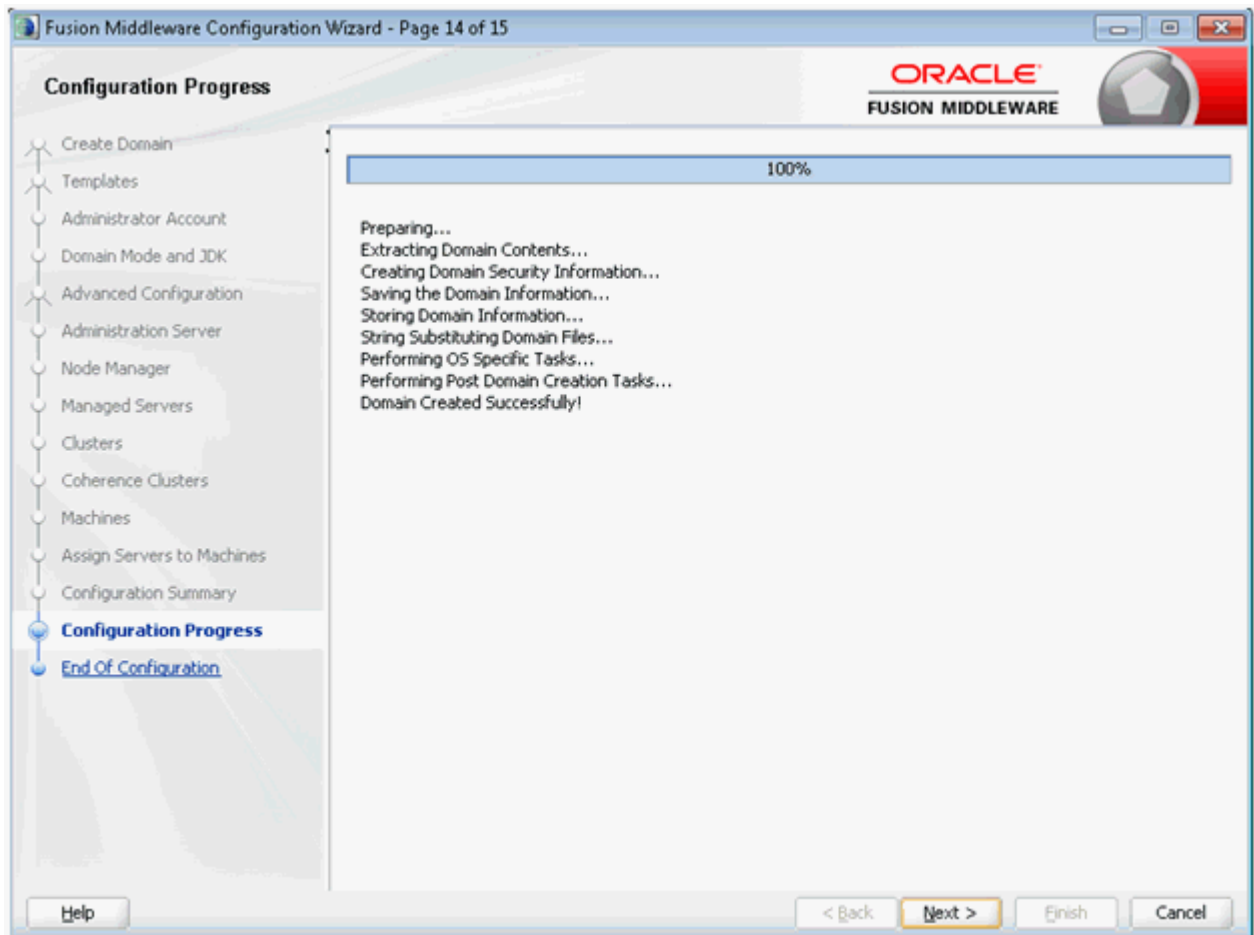 Fusion Middleware Configuration Wizard - Page 14 of 15
Configuration Progress
ORACLE
FUSION MIDDLEWARE
Create Domain
Templates
Administrator Account
Domain Mode and JDK
Advanced Configuration
Administration Server
Node Manager
Managed Servers
Clusters
Coherence Clusters
Machines
Assign Servers to Machines
Configuration Summary
Configuration Progress
End Of Configuration
100%
Preparing...
Extracting Domain Contents...
Creating Domain Security Information...
Saving the Domain Information...
Storing Domain Information...
String Substituting Domain Files...
Performing OS Specific Tasks...
Performing Post Domain Creation Tasks...
Domain Created Successfully!
Help
< Back
Next >
Finish
Cancel